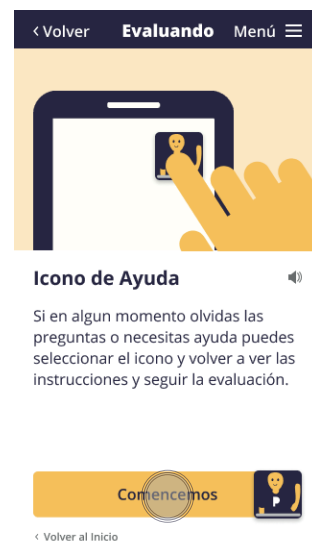 < Volver Evaluando Menú
Icono de Ayuda
Si en algun momento olvidas las
preguntas o necesitas ayuda puedes
seleccionar el icono y volver a ver las
instrucciones y seguir la evaluación.
Comencemos
P
< Volver al Inicio